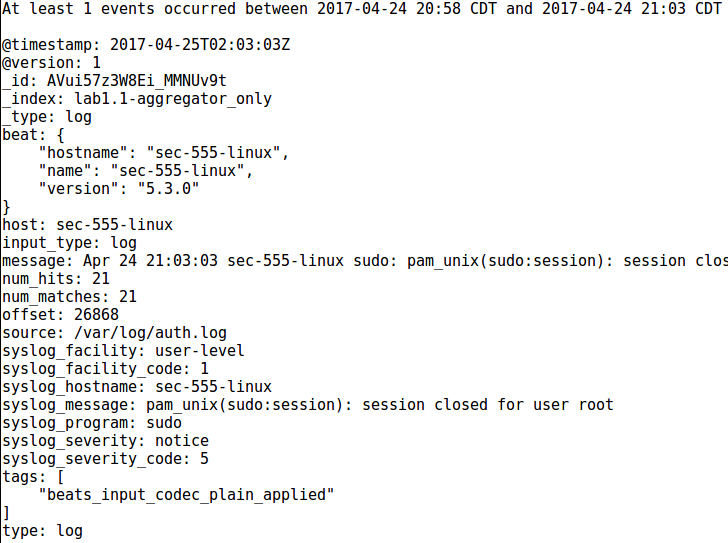 At least 1 events occurred between 2017-04-24 20:58 CDT and 2017-04-24 21:03 CDT
@timestamp: 2017-04-25T02:03:03Z
@version: 1
_id: AVui57z3W8Ei_MMNUv9t
_index: lab1.1-aggregator_only
_type: log
beat: {
    "hostname": "sec-555-linux",
    "name": "sec-555-linux",
    "version": "5.3.0"
}
host: sec-555-linux
input_type: log
message: Apr 24 21:03:03 sec-555-linux sudo: pam_unix(sudo:session): session clos
num_hits: 21
num_matches: 21
offset: 26868
source: /var/log/auth.log
syslog_facility: user-level
syslog_facility_code: 1
syslog_hostname: sec-555-linux
syslog_message: pam_unix(sudo:session): session closed for user root
syslog_program: sudo
syslog_severity: notice
syslog_severity_code: 5
tags: [
    "beats_input_codec_plain_applied"
]
type: log